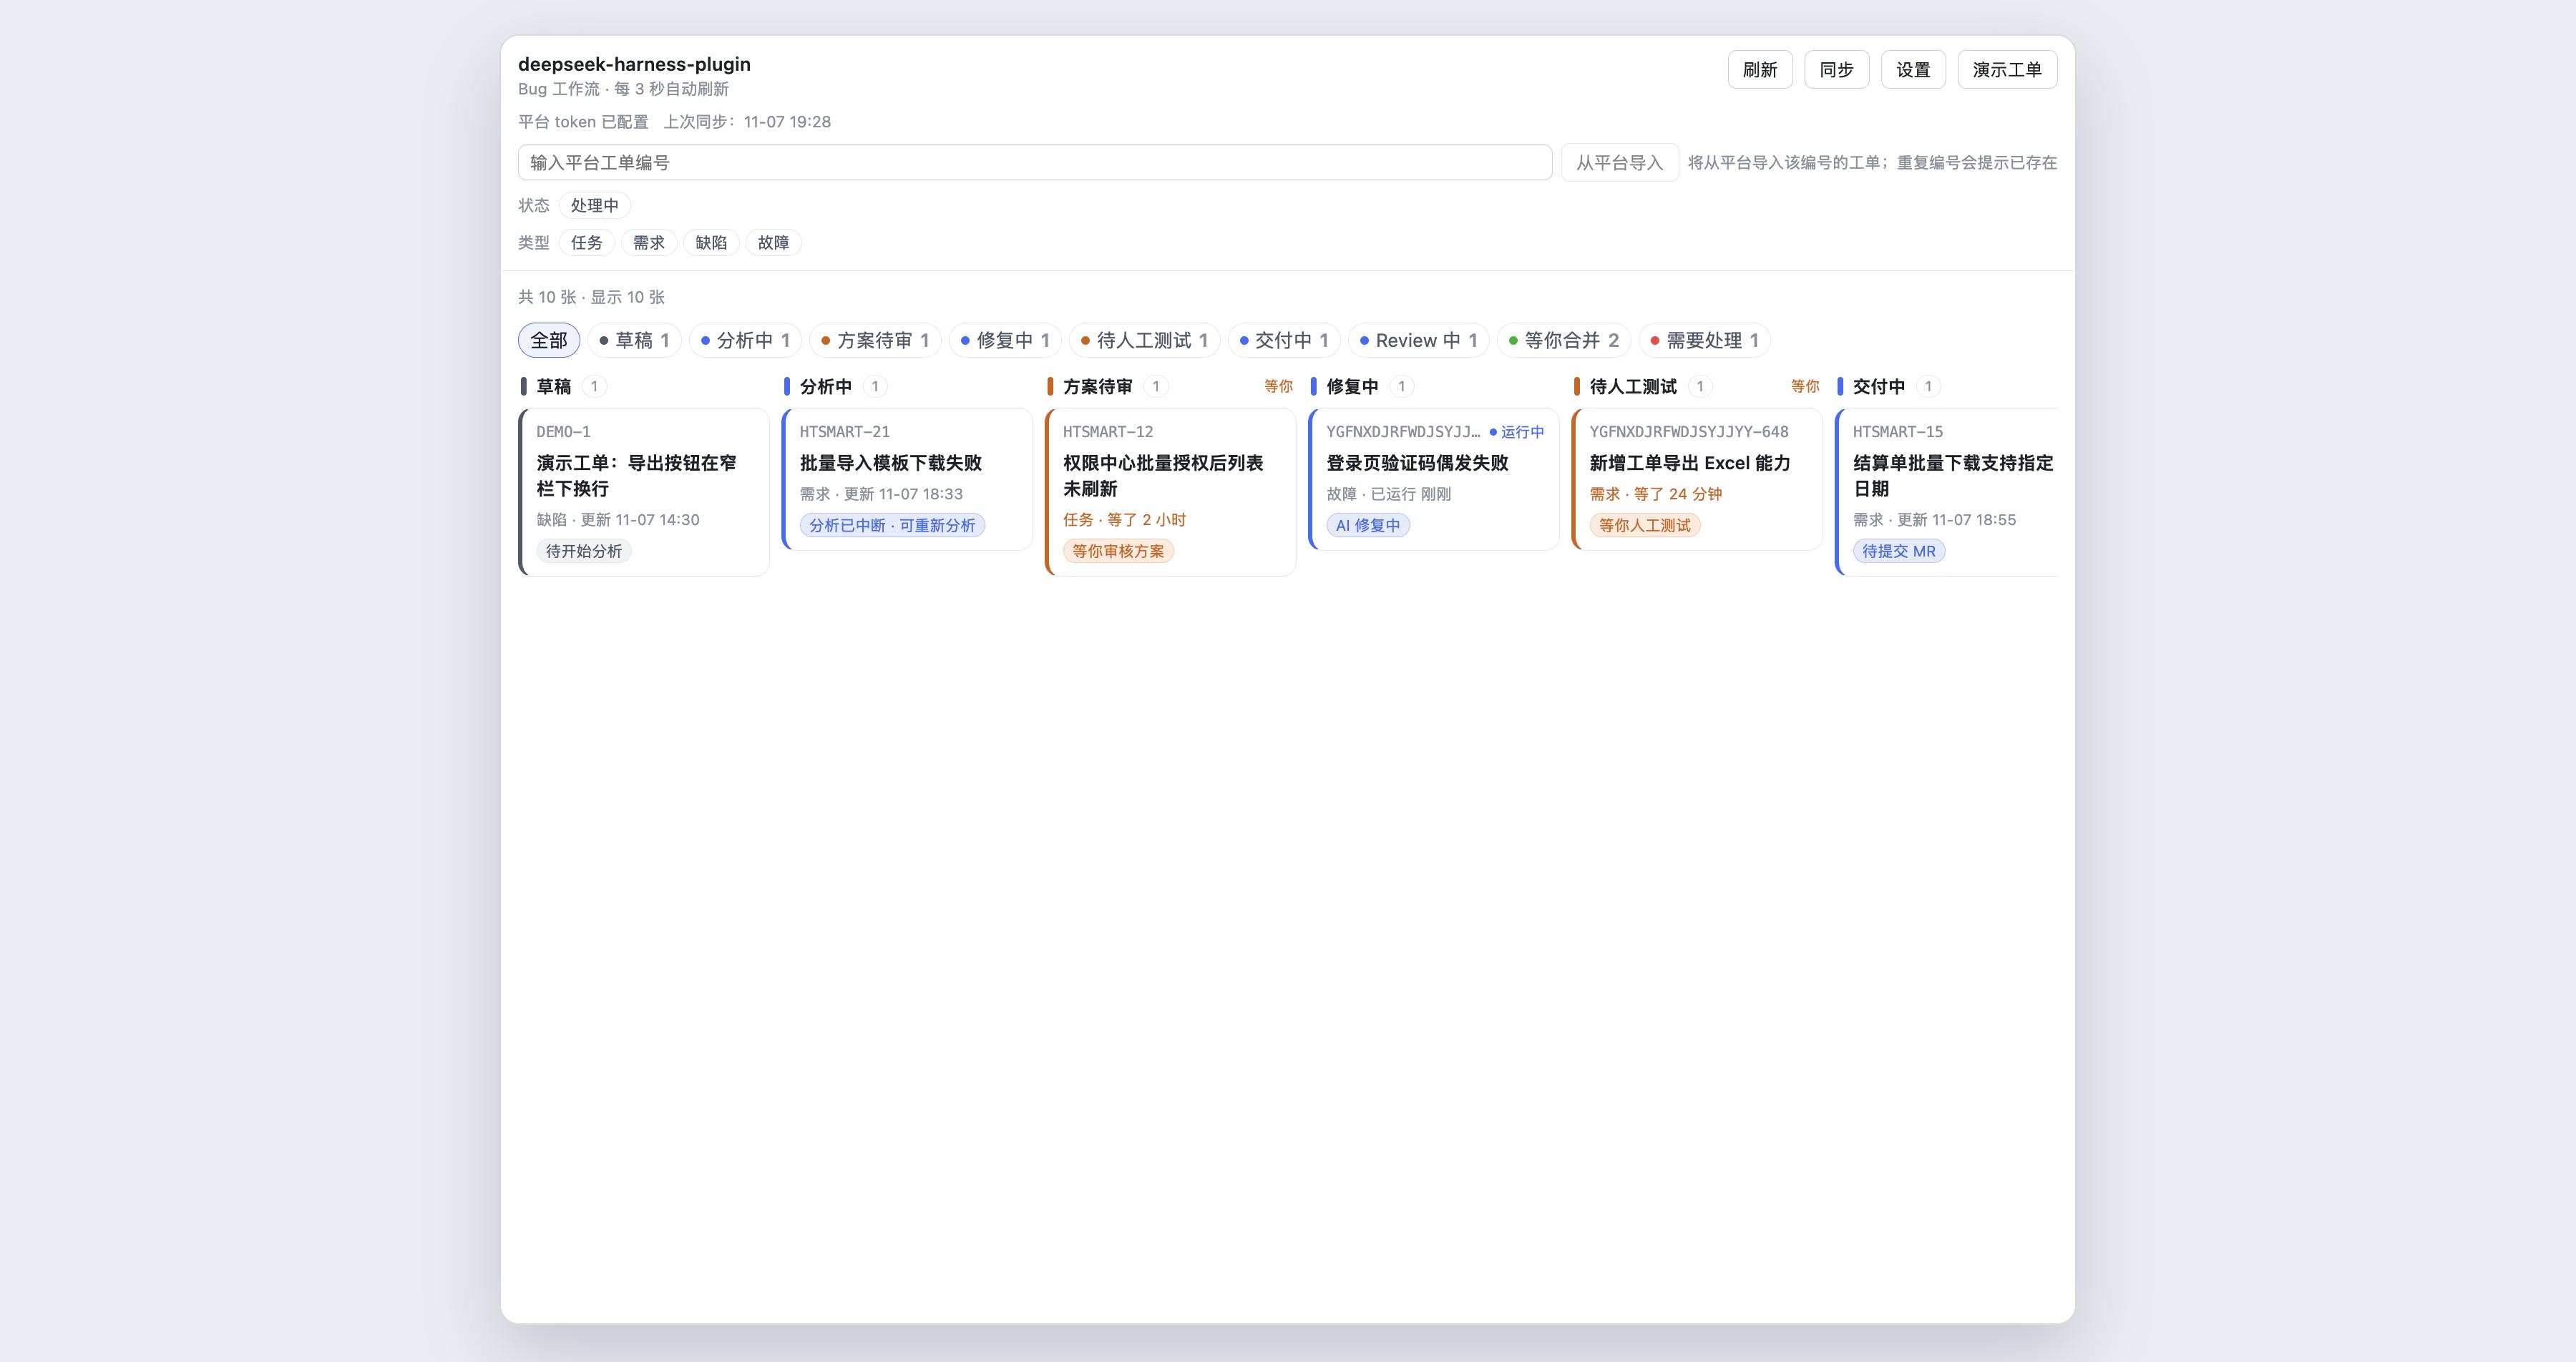 deepseek-harness-plugin
刷新 同步 设置 演示工单
Bug 工作流 · 每 3 秒自动刷新
平台 token 已配置 上次同步：11-07 19:28
输入平台工单编号 从平台导入 将从平台导入该编号的工单；重复编号会提示已存在
状态 处理中
类型 任务 需求 缺陷 故障
共 10 张 · 显示 10 张
全部 草稿 1 分析中 1 方案待审 1 修复中 1 待人工测试 1 交付中 1 Review 中 1 等你合并 2 需要处理 1
草稿 1
DEMO-1
演示工单：导出按钮在窄
栏下换行
缺陷 · 更新 11-07 14:30
待开始分析
分析中 1
HTSMART-21
批量导入模板下载失败
需求 · 更新 11-07 18:33
分析已中断 · 可重新分析
方案待审 1 等你
HTSMART-12
权限中心批量授权后列表
未刷新
任务 · 等了 2 小时
等你审核方案
修复中 1
YGFNXDJRFWDJSYJJ… 运行中
登录页验证码偶发失败
故障 · 已运行 刚刚
AI 修复中
待人工测试 1 等你
YGFNXDJRFWDJSYJJYY-648
新增工单导出 Excel 能力
需求 · 等了 24 分钟
等你人工测试
交付中 1
HTSMART-15
结算单批量下载支持指定
日期
需求 · 更新 11-07 18:55
待提交 MR